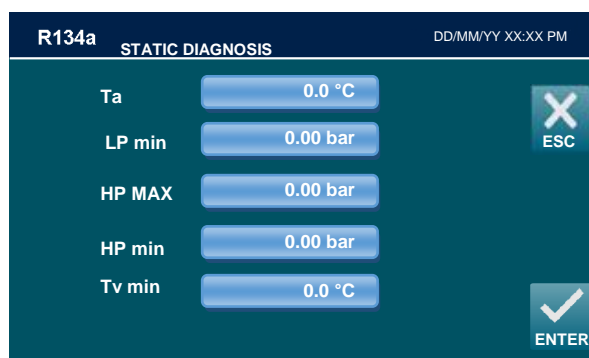 R134a STATIC DIAGNOSIS DD/MM/YY XX:XX PM
Ta 0.0 °C
LP min 0.00 bar
ESC
HP MAX 0.00 bar
HP min 0.00 bar
Tv min 0.0 °C
ENTER